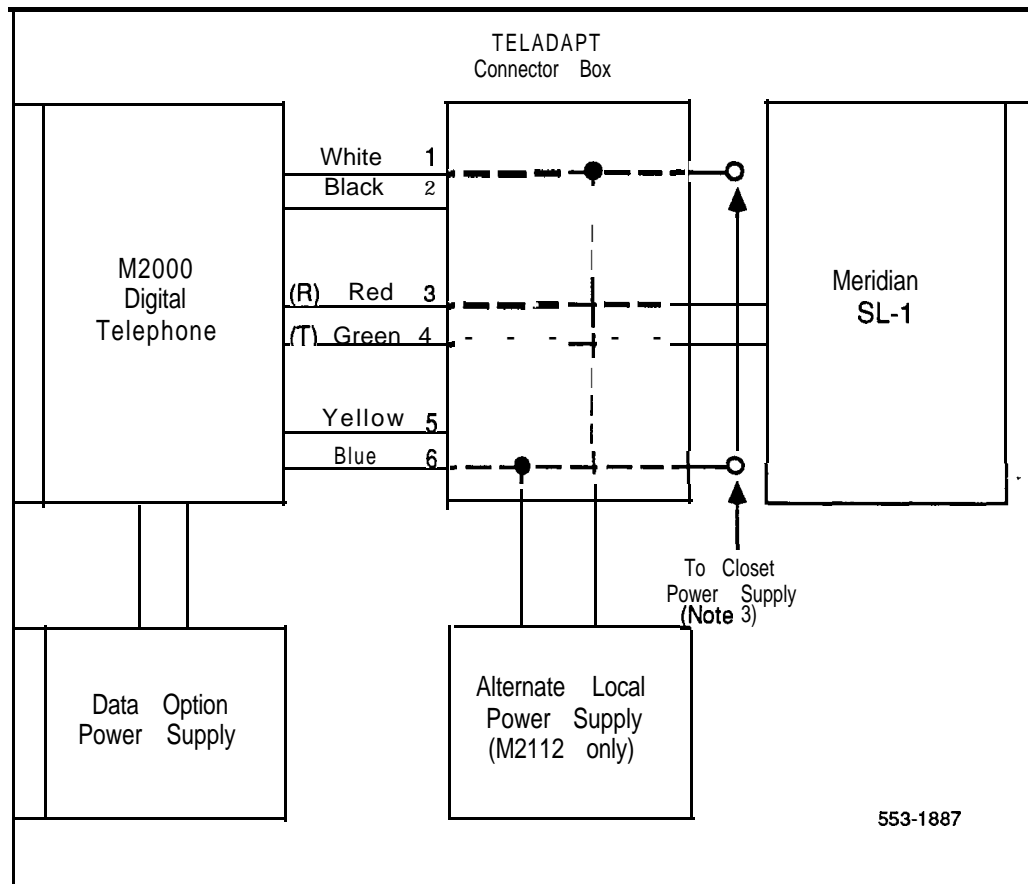 TELADAPT
Connector Box
White 1
Black 2
M2000
Digital
Telephone
(R) Red 3
(T) Green 4
Yellow 5
Blue 6
Meridian
SL-1
To Closet
Power Supply
(Note 3)
Data Option
Power Supply
Alternate Local
Power Supply
(M2112 only)
553-1887